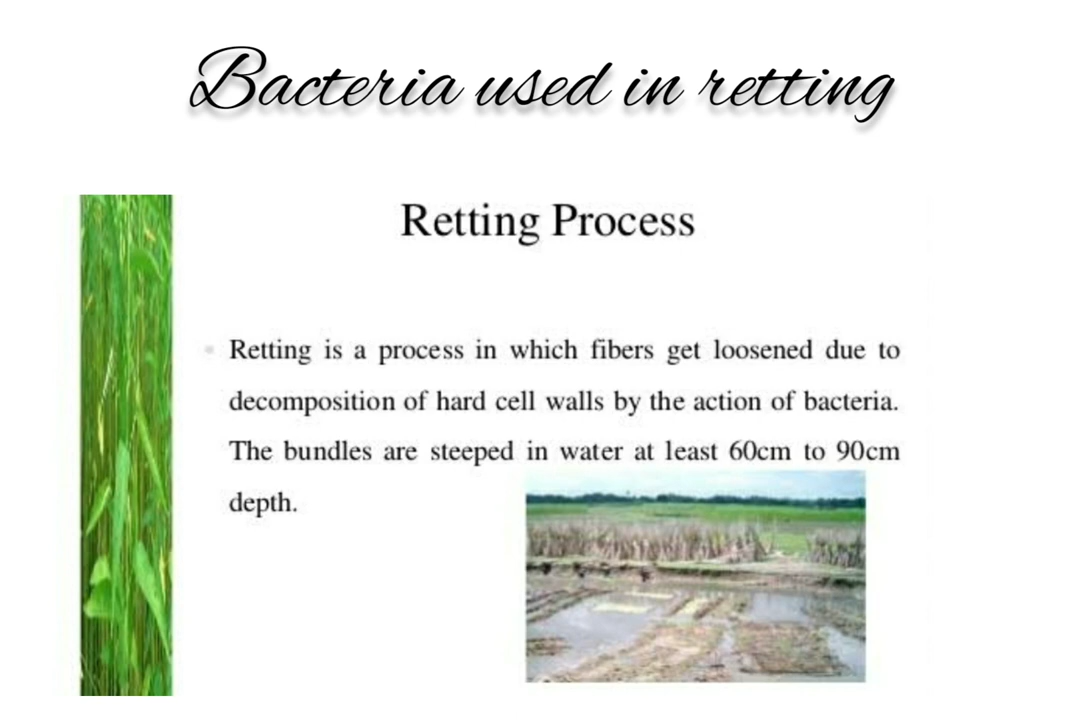 Bacteria used in retting
Retting Process
Retting is a process in which fibers get loosened due to
decomposition of hard cell walls by the action of bacteria.
The bundles are steeped in water at least 60cm to 90cm
depth.